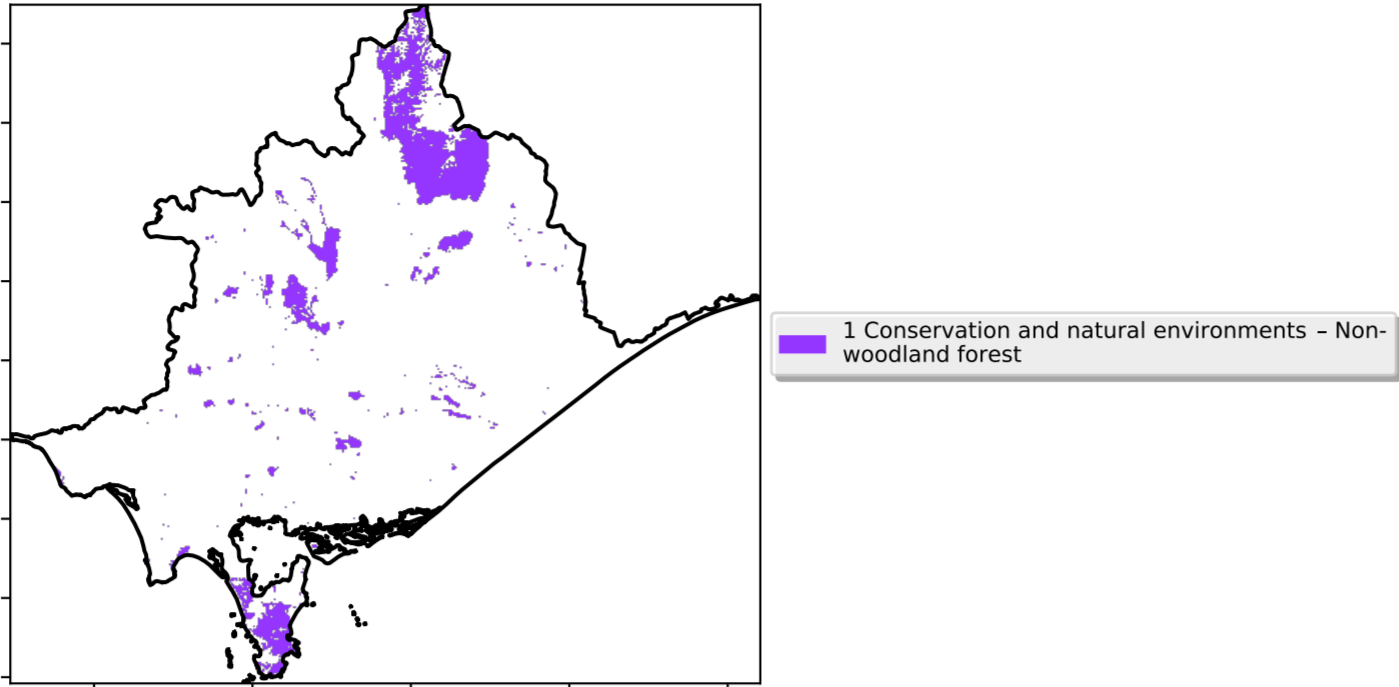 1 Conservation and natural environments – Non-
woodland forest